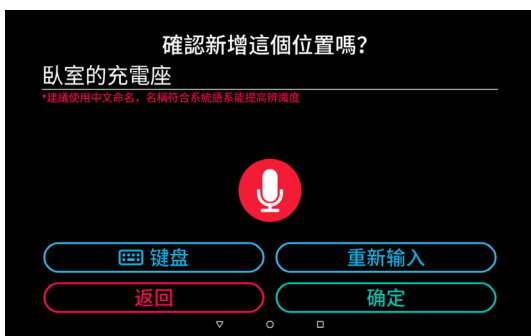 確認新增這個位置嗎?
臥室的充電座
*建議使用中文命名，名稱符合系統語系能提高辨識度
键盘
重新输入
返回
确定